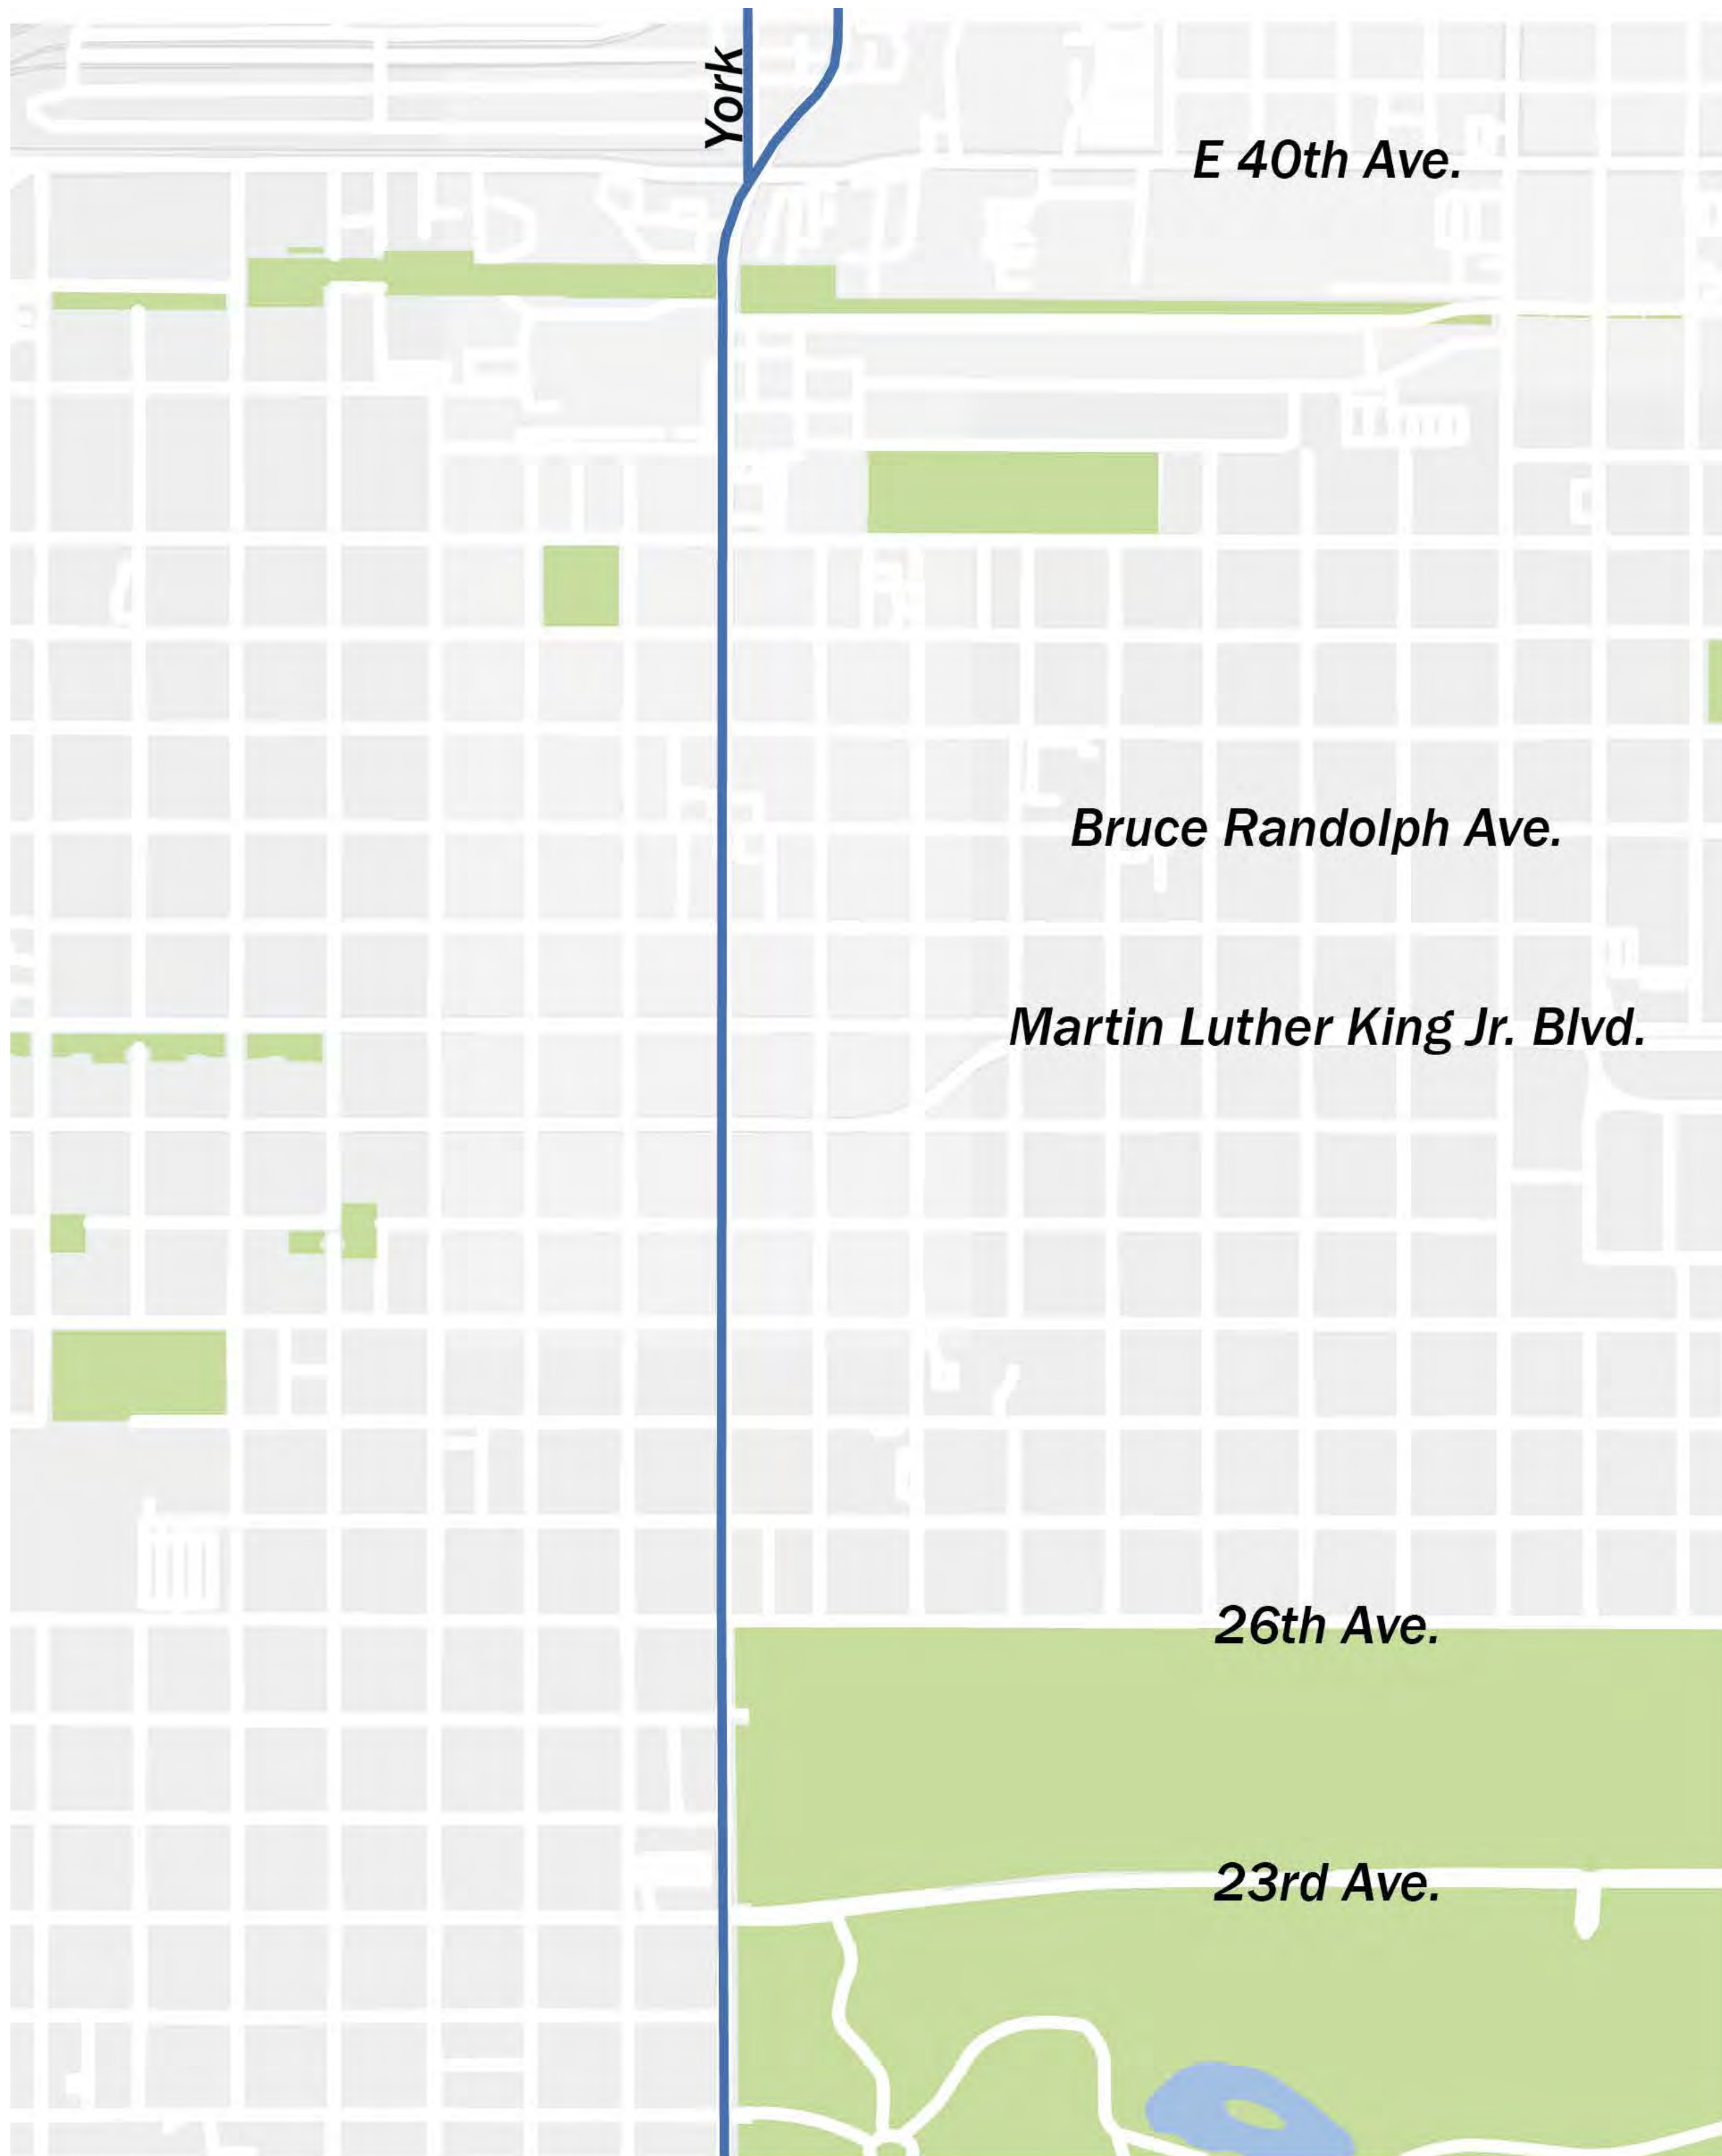 York
E 40th Ave.
Bruce Randolph Ave.
Martin Luther King Jr. Blvd.
26th Ave.
23rd Ave.